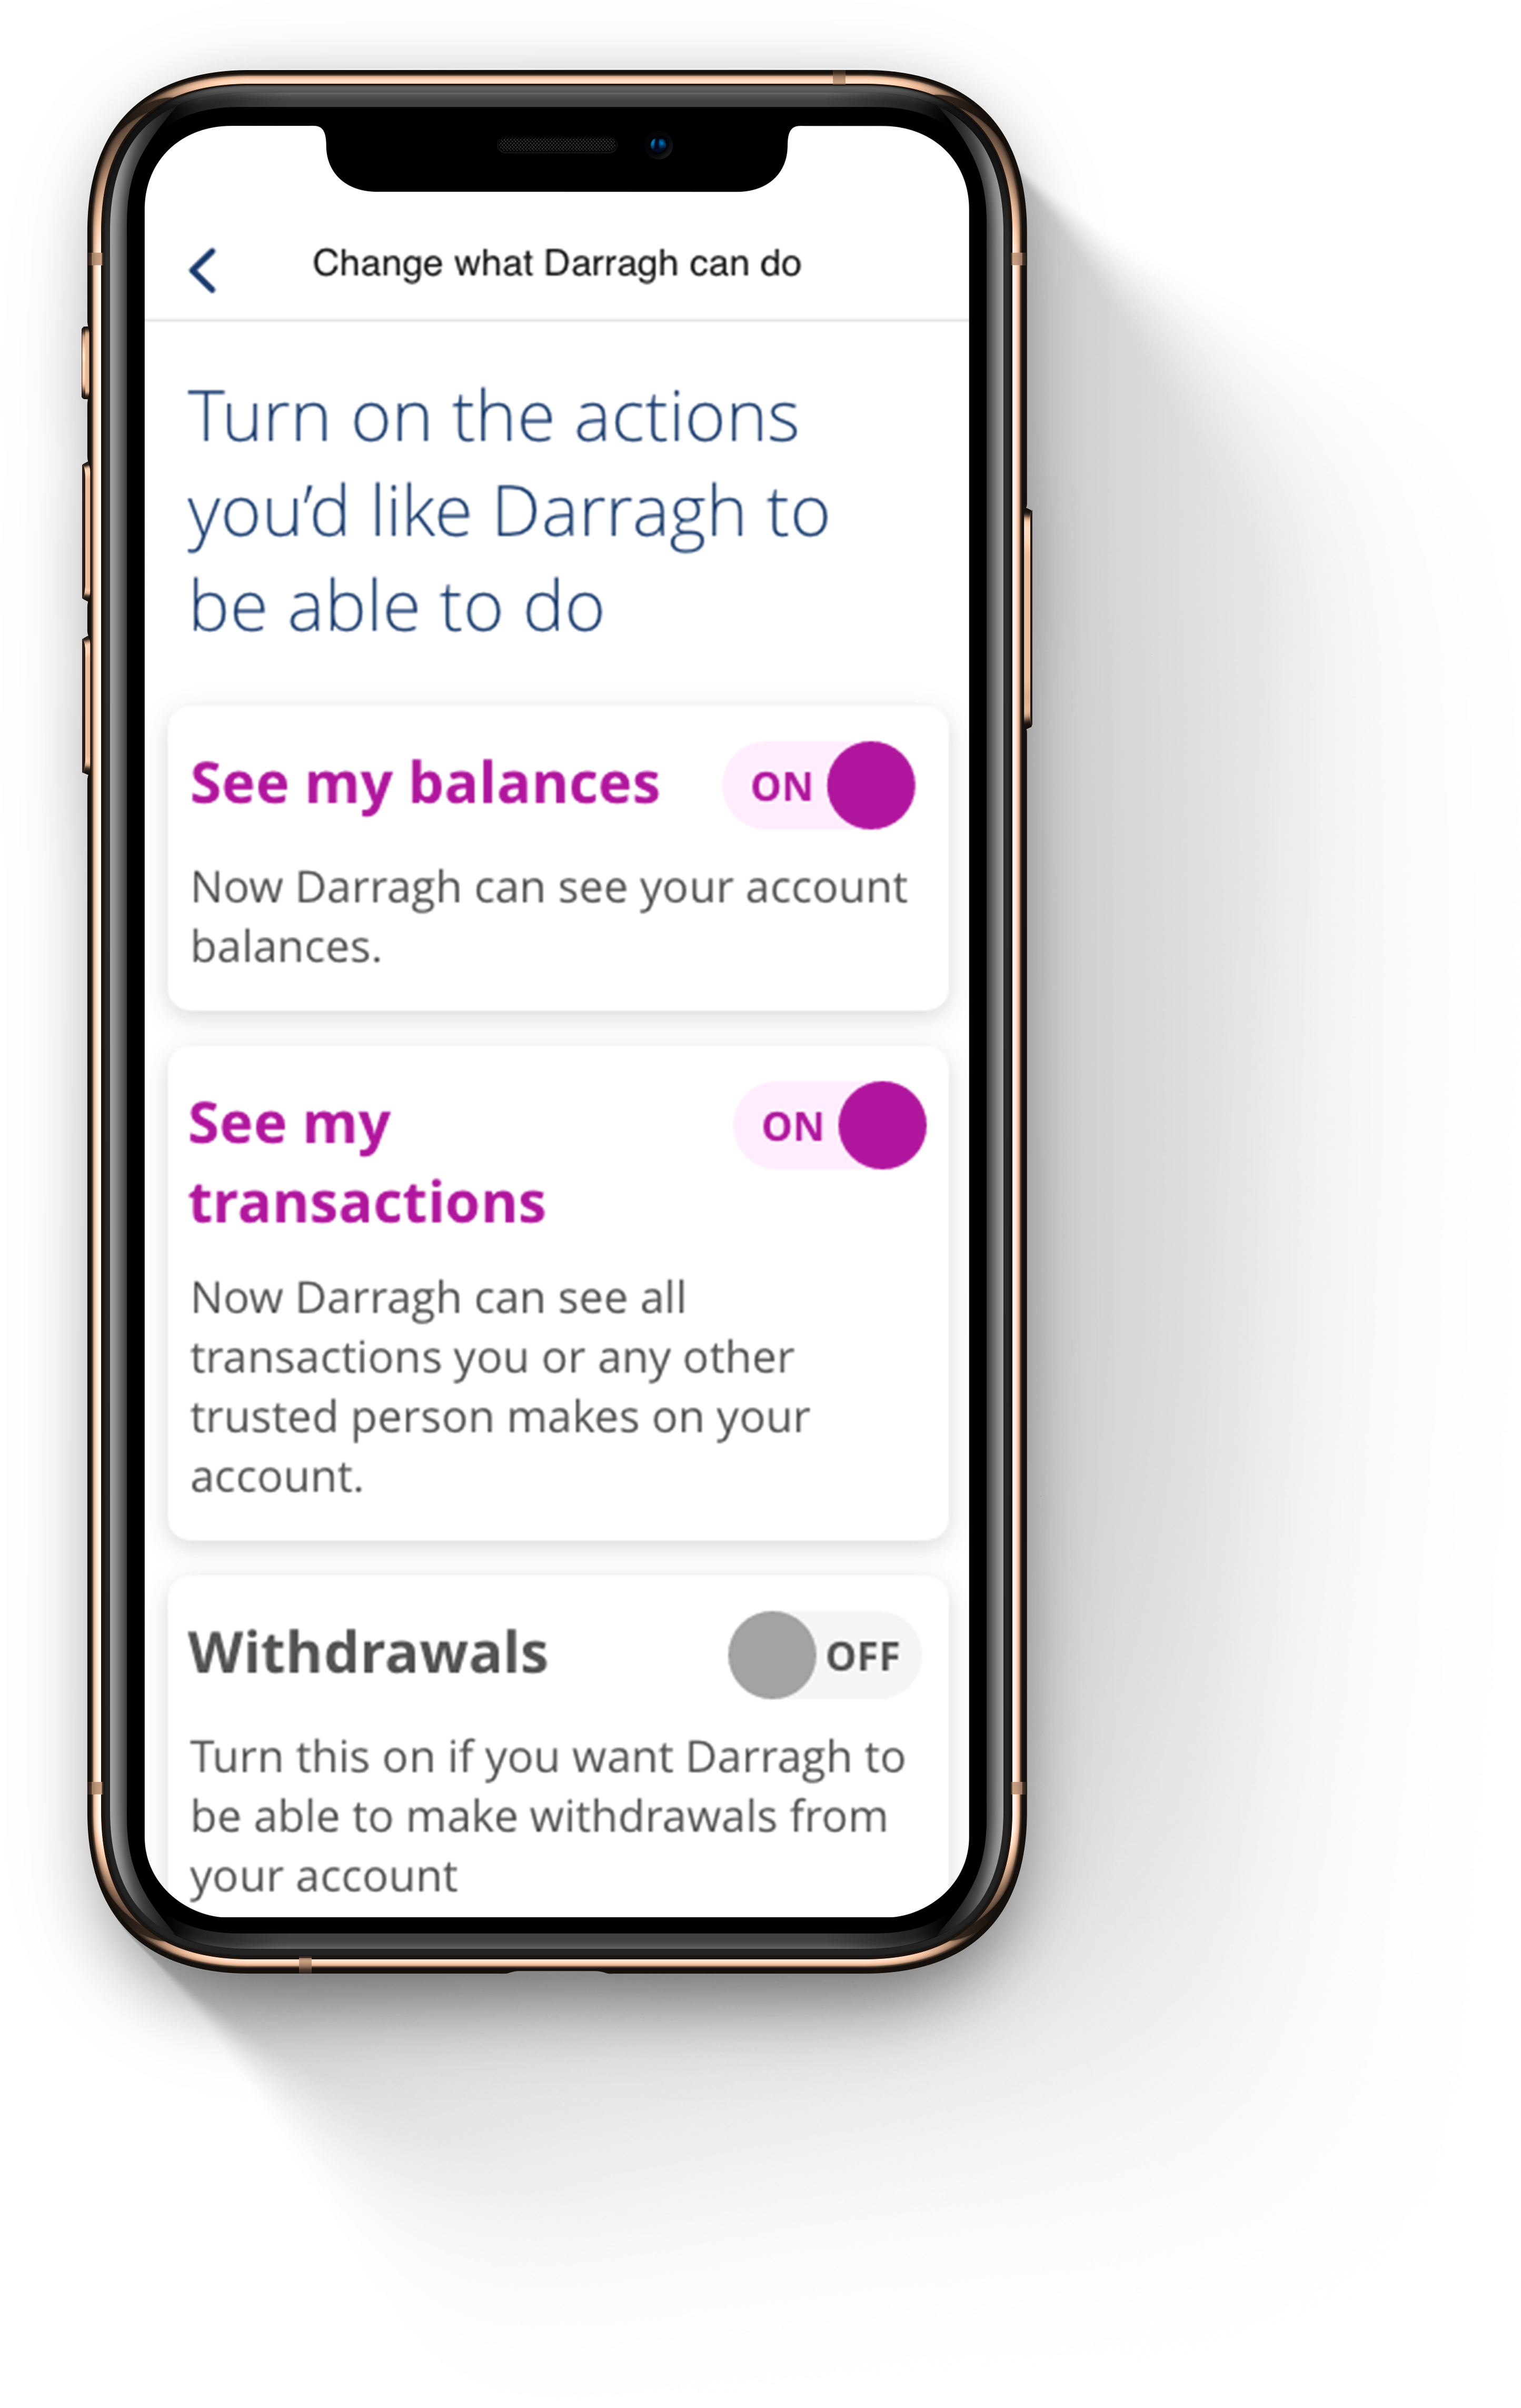 Change what Darragh can do
Turn on the actions
you’d like Darragh to
be able to do
See my balances
ON
Now Darragh can see your account
balances.
See my
ON
transactions
Now Darragh can see all
transactions you or any other
trusted person makes on your
account.
Withdrawals
OFF
Turn this on if you want Darragh to
be able to make withdrawals from
your account